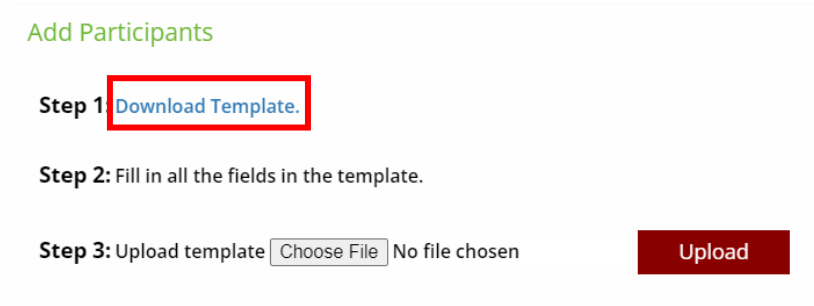 Add Participants
Step 1: Download Template.
Step 2: Fill in all the fields in the template.
Step 3: Upload template Choose File No file chosen Upload